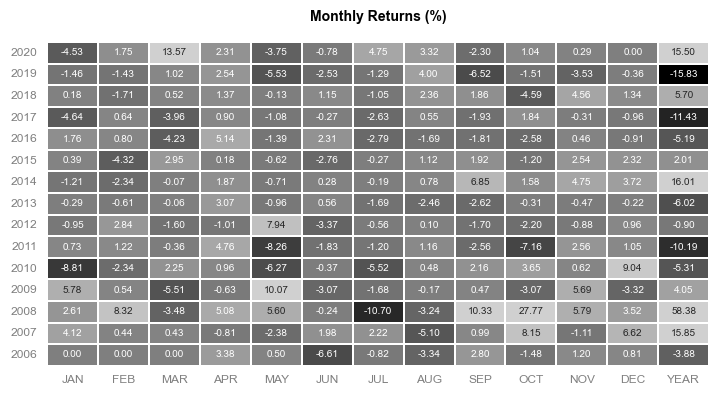 Monthly Returns (%)
2020 -4.53 1.75 13.57 2.31 -3.75 -0.78 4.75 3.32 -2.30 1.04 0.29 0.00 15.50
2019 -1.46 -1.43 1.02 2.54 -5.53 -2.53 -1.29 4.00 -6.52 -1.51 -3.53 -0.36 -15.83
2018 0.18 -1.71 0.52 1.37 -0.13 1.15 -1.05 2.36 1.86 -4.59 4.56 1.34 5.70
2017 -4.64 0.64 -3.96 0.90 -1.08 -0.27 -2.63 0.55 -1.93 1.84 -0.31 -0.96 -11.43
2016 1.76 0.80 -4.23 5.14 -1.39 2.31 -2.79 -1.69 -1.81 -2.58 0.46 -0.91 -5.19
2015 0.39 -4.32 2.95 0.18 -0.62 -2.76 -0.27 1.12 1.92 -1.20 2.54 2.32 2.01
2014 -1.21 -2.34 -0.07 1.87 -0.71 0.28 -0.19 0.78 6.85 1.58 4.75 3.72 16.01
2013 -0.29 -0.61 -0.06 3.07 -0.96 0.56 -1.69 -2.46 -2.62 -0.31 -0.47 -0.22 -6.02
2012 -0.95 2.84 -1.60 -1.01 7.94 -3.37 -0.56 0.10 -1.70 -2.20 -0.88 0.96 -0.90
2011 0.73 1.22 -0.36 4.76 -8.26 -1.83 -1.20 1.16 -2.56 -7.16 2.56 1.05 -10.19
2010 -8.81 -2.34 2.25 0.96 -6.27 -0.37 -5.52 0.48 2.16 3.65 0.62 9.04 -5.31
2009 5.78 0.54 -5.51 -0.63 10.07 -3.07 -1.68 -0.17 0.47 -3.07 5.69 -3.32 4.05
2008 2.61 8.32 -3.48 5.08 5.60 -0.24 -10.70 -3.24 10.33 27.77 5.79 3.52 58.38
2007 4.12 0.44 0.43 -0.81 -2.38 1.98 2.22 -5.10 0.99 8.15 -1.11 6.62 15.85
2006 0.00 0.00 0.00 3.38 0.50 -6.61 -0.82 -3.34 2.80 -1.48 1.20 0.81 -3.88
JAN FEB MAR APR MAY JUN JUL AUG SEP OCT NOV DEC YEAR